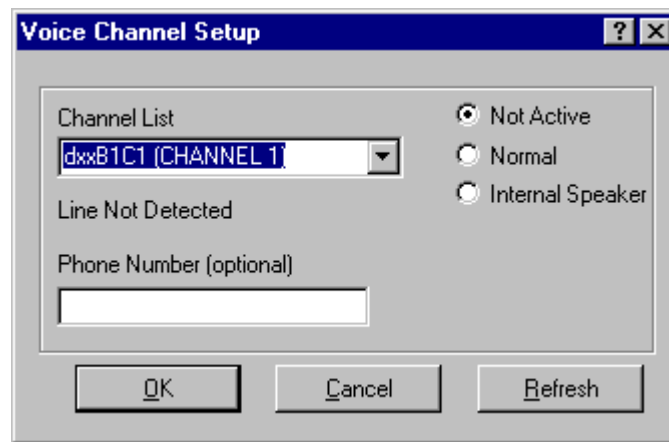 Voice Channel Setup
?
Channel List
dxxB1C1 (CHANNEL 1)
Line Not Detected
Phone Number (optional)
Not Active
Normal
Internal Speaker
OK
Cancel
Refresh